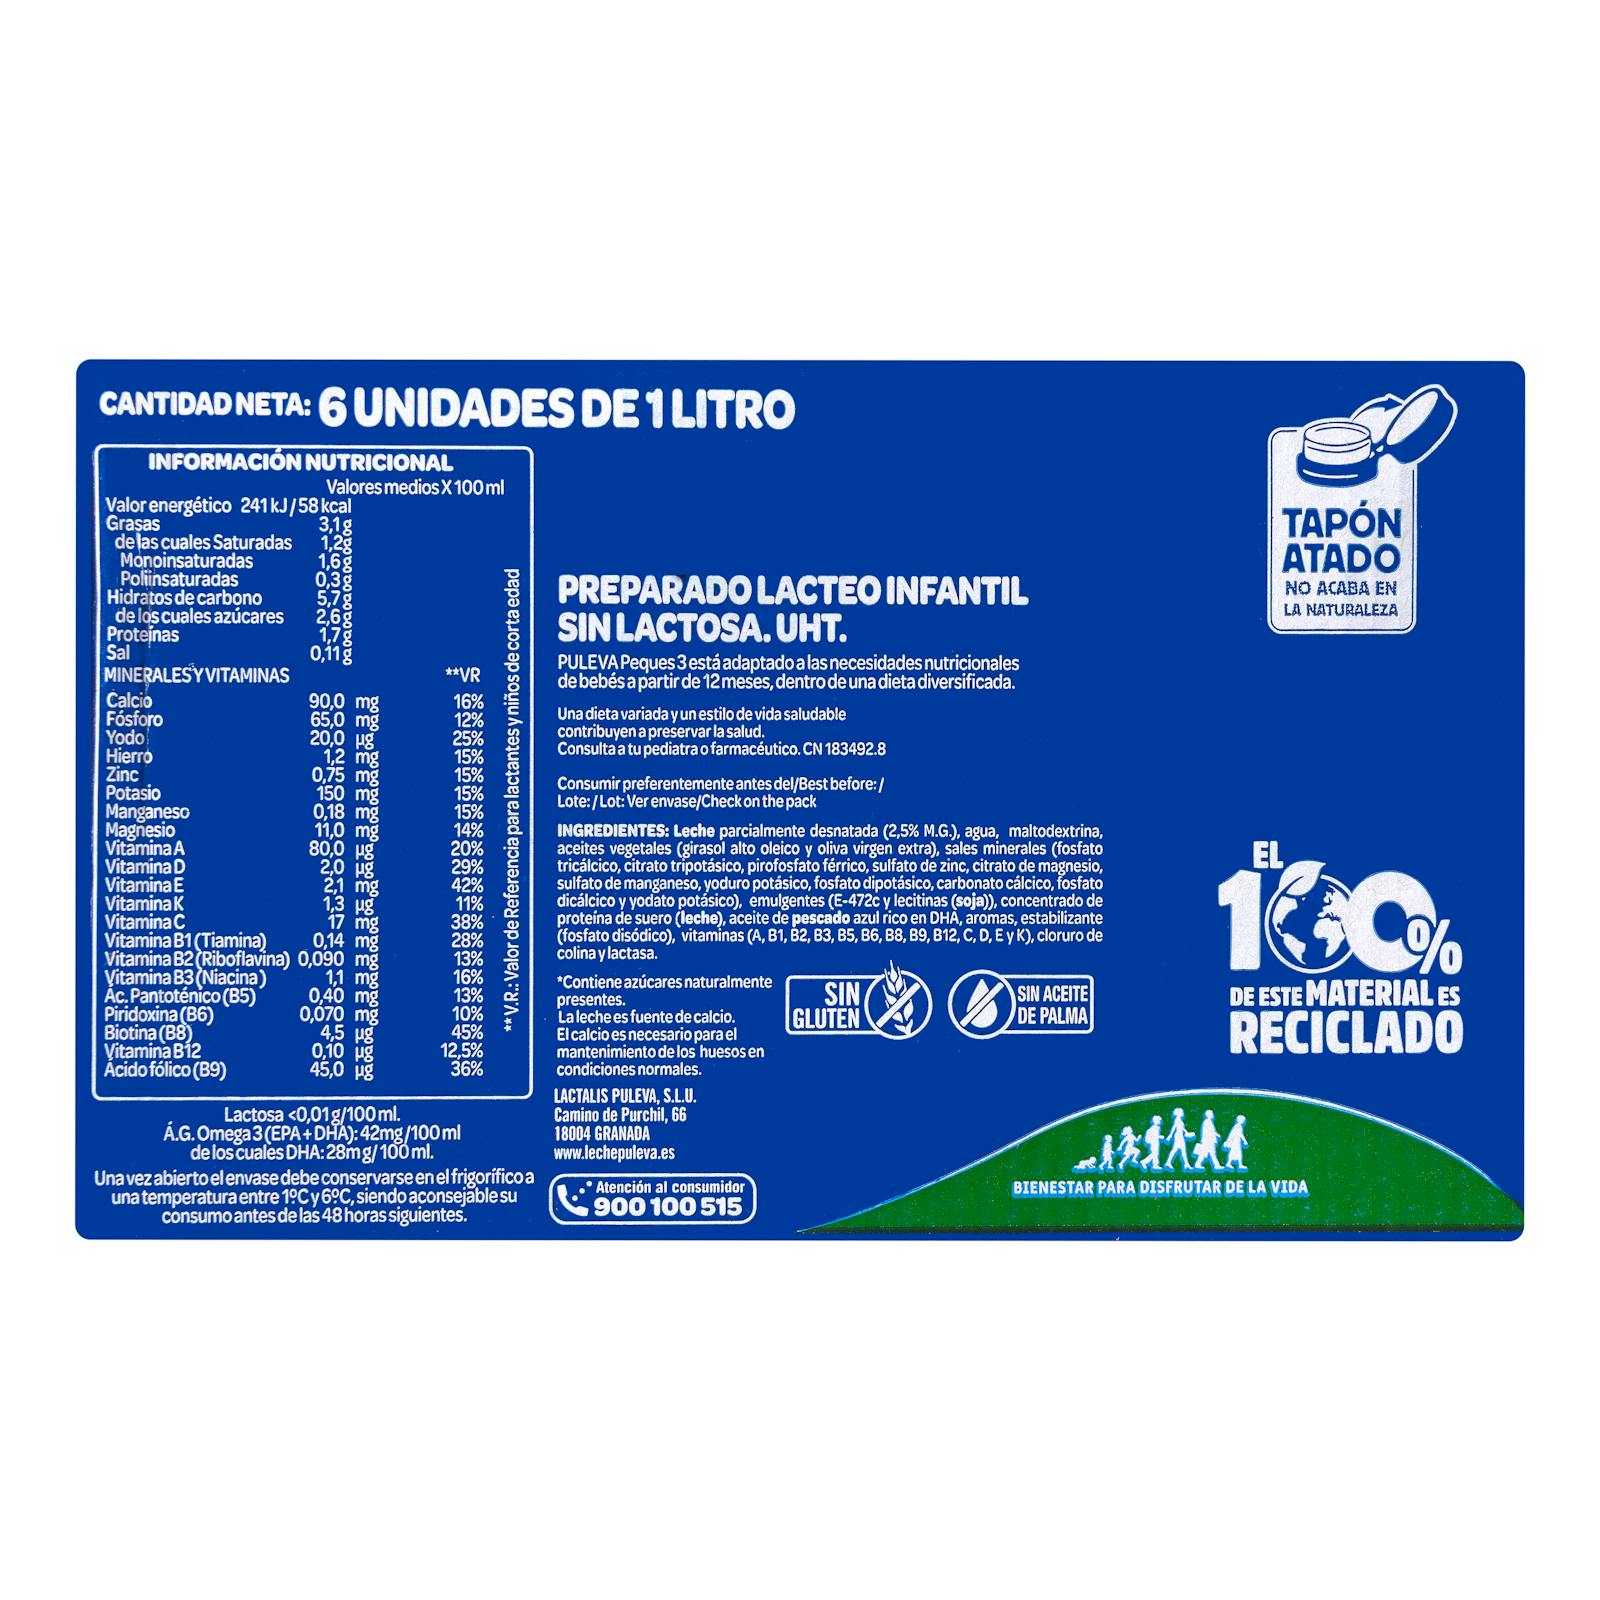 CANTIDAD NETA: 6 UNIDADES DE 1 LITRO
INFORMACIÓN NUTRICIONAL
Valores medios X 100 ml
Valor energético 241 kJ / 58 kcal
Grasas 3,1g
de las cuales Saturadas 1,2g
Monoinsaturadas 1,6g
Poliinsaturadas 0,3g
Hidratos de carbono 5,7g
de los cuales azúcares 2,6g
Proteínas 1,7g
Sal 0,11g
MINERALES Y VITAMINAS **VR
Calcio 90,0 mg 16%
Fósforo 65,0 mg 12%
Yodo 20,0 µg 25%
Hierro 1,2 mg 15%
Zinc 0,75 mg 15%
Potasio 150 mg 15%
Manganeso 0,18 mg 15%
Magnesio 11,0 mg 14%
Vitamina A 80,0 µg 20%
Vitamina D 2,0 µg 29%
Vitamina E 2,1 mg 42%
Vitamina K 1,3 µg 11%
Vitamina C 17 mg 38%
Vitamina B1 (Tiamina) 0,14 mg 28%
Vitamina B2 (Riboflavina) 0,090 mg 13%
Vitamina B3 (Niacina) 1,1 mg 16%
Ác. Pantoténico (B5) 0,40 mg 13%
Piridoxina (B6) 0,070 mg 10%
Biotina (B8) 4,5 µg 45%
Vitamina B12 0,10 µg 12,5%
Ácido fólico (B9) 45,0 µg 36%
** V.R.: Valor de Referencia para lactantes y niños de corta edad
Lactosa <0,01 g/100 ml.
Á.G. Omega 3 (EPA + DHA): 42mg/100 ml
de los cuales DHA: 28mg/100 ml.
Una vez abierto el envase debe conservarse en el frigorífico a
una temperatura entre 1ºC y 6ºC, siendo aconsejable su
consumo antes de las 48 horas siguientes.
PREPARADO LACTEO INFANTIL
SIN LACTOSA. UHT.
PULEVA Peques 3 está adaptado a las necesidades nutricionales
de bebés a partir de 12 meses, dentro de una dieta diversificada.
Una dieta variada y un estilo de vida saludable
contribuyen a preservar la salud.
Consulta a tu pediatra o farmacéutico. CN 183492.8
Consumir preferentemente antes del/Best before: /
Lote: / Lot: Ver envase/Check on the pack
INGREDIENTES: Leche parcialmente desnatada (2,5% M.G.), agua, maltodextrina,
aceites vegetales (girasol alto oleico y oliva virgen extra), sales minerales (fosfato
tricálcico, citrato tripotásico, pirofosfato férrico, sulfato de zinc, citrato de magnesio,
sulfato de manganeso, yoduro potásico, fosfato dipotásico, carbonato cálcico, fosfato
dicálcico y yodato potásico), emulgentes (E-472c y lecitinas (soja)), concentrado de
proteína de suero (leche), aceite de pescado azul rico en DHA, aromas, estabilizante
(fosfato disódico), vitaminas (A, B1, B2, B3, B5, B6, B8, B9, B12, C, D, E y K), cloruro de
colina y lactasa.
*Contiene azúcares naturalmente
presentes.
La leche es fuente de calcio.
El calcio es necesario para el
mantenimiento de los huesos en
condiciones normales.
SIN
GLUTEN
SIN ACEITE
DE PALMA
LACTALIS PULEVA, S.L.U.
Camino de Purchil, 66
18004 GRANADA
www.lechepuleva.es
Atención al consumidor
900 100 515
TAPÓN
ATADO
NO ACABA EN
LA NATURALEZA
EL
100%
DE ESTE MATERIAL ES
RECICLADO
BIENESTAR PARA DISFRUTAR DE LA VIDA